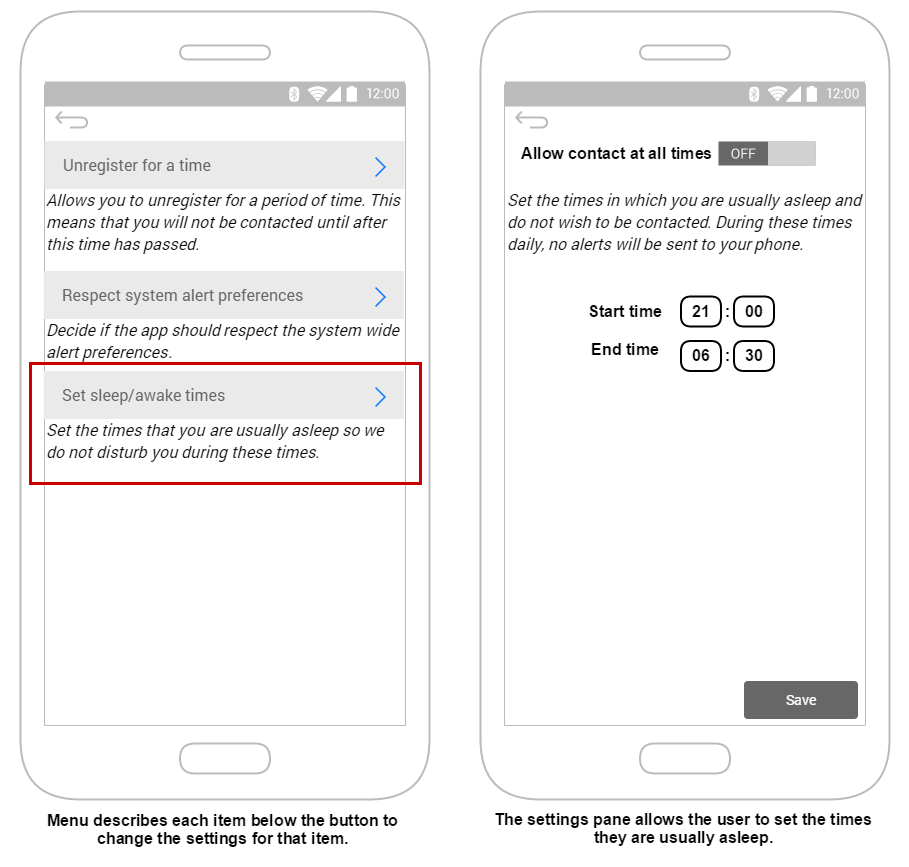 12:00
Unregister for a time
Allows you to unregister for a period of time. This
means that you will not be contacted until after
this time has passed.
Respect system alert preferences
Decide if the app should respect the system wide
alert preferences.
Set sleep/awake times
Set the times that you are usually asleep so we
do not disturb you during these times.
Menu describes each item below the button to
change the settings for that item.
12:00
Allow contact at all times OFF
Set the times in which you are usually asleep and
do not wish to be contacted. During these times
daily, no alerts will be sent to your phone.
Start time 21 : 00
End time 06 : 30
Save
The settings pane allows the user to set the times
they are usually asleep.